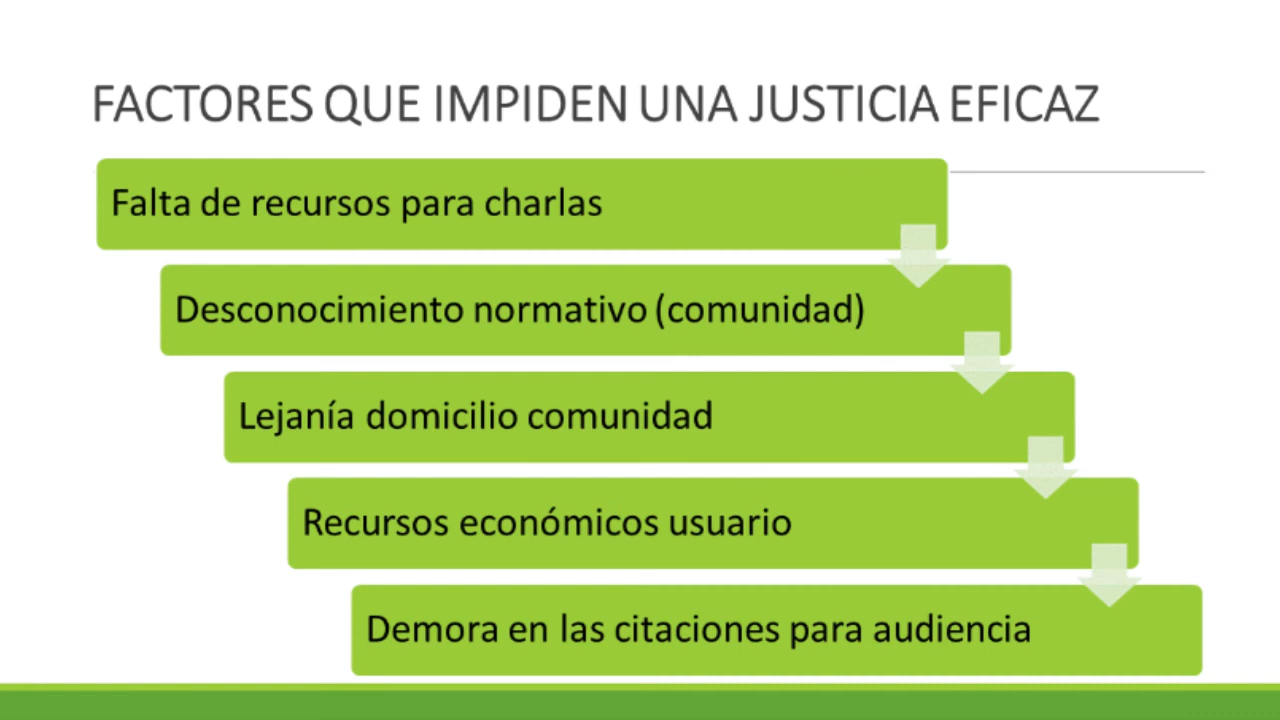 FACTORES QUE IMPIDEN UNA JUSTICIA EFICAZ
Falta de recursos para charlas
Desconocimiento normativo (comunidad)
Lejanía domicilio comunidad
Recursos económicos usuario
Demora en las citaciones para audiencia